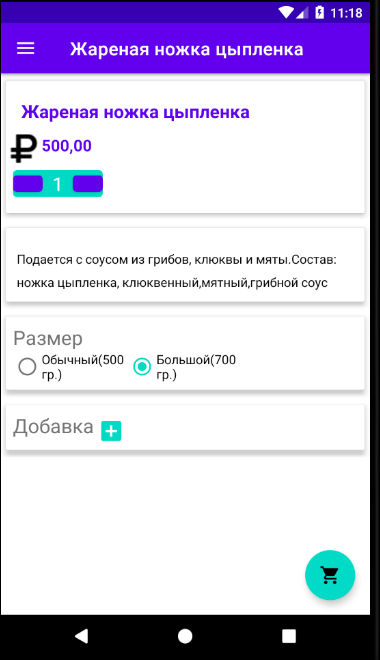 11:18
Жареная ножка цыпленка
Жареная ножка цыпленка
₽ 500,00
1
Подается с соусом из грибов, клюквы и мяты.Состав:
ножка цыпленка, клюквенный,мятный,грибной соус
Размер
Обычный(500
гр.)
Большой(700
гр.)
Добавка